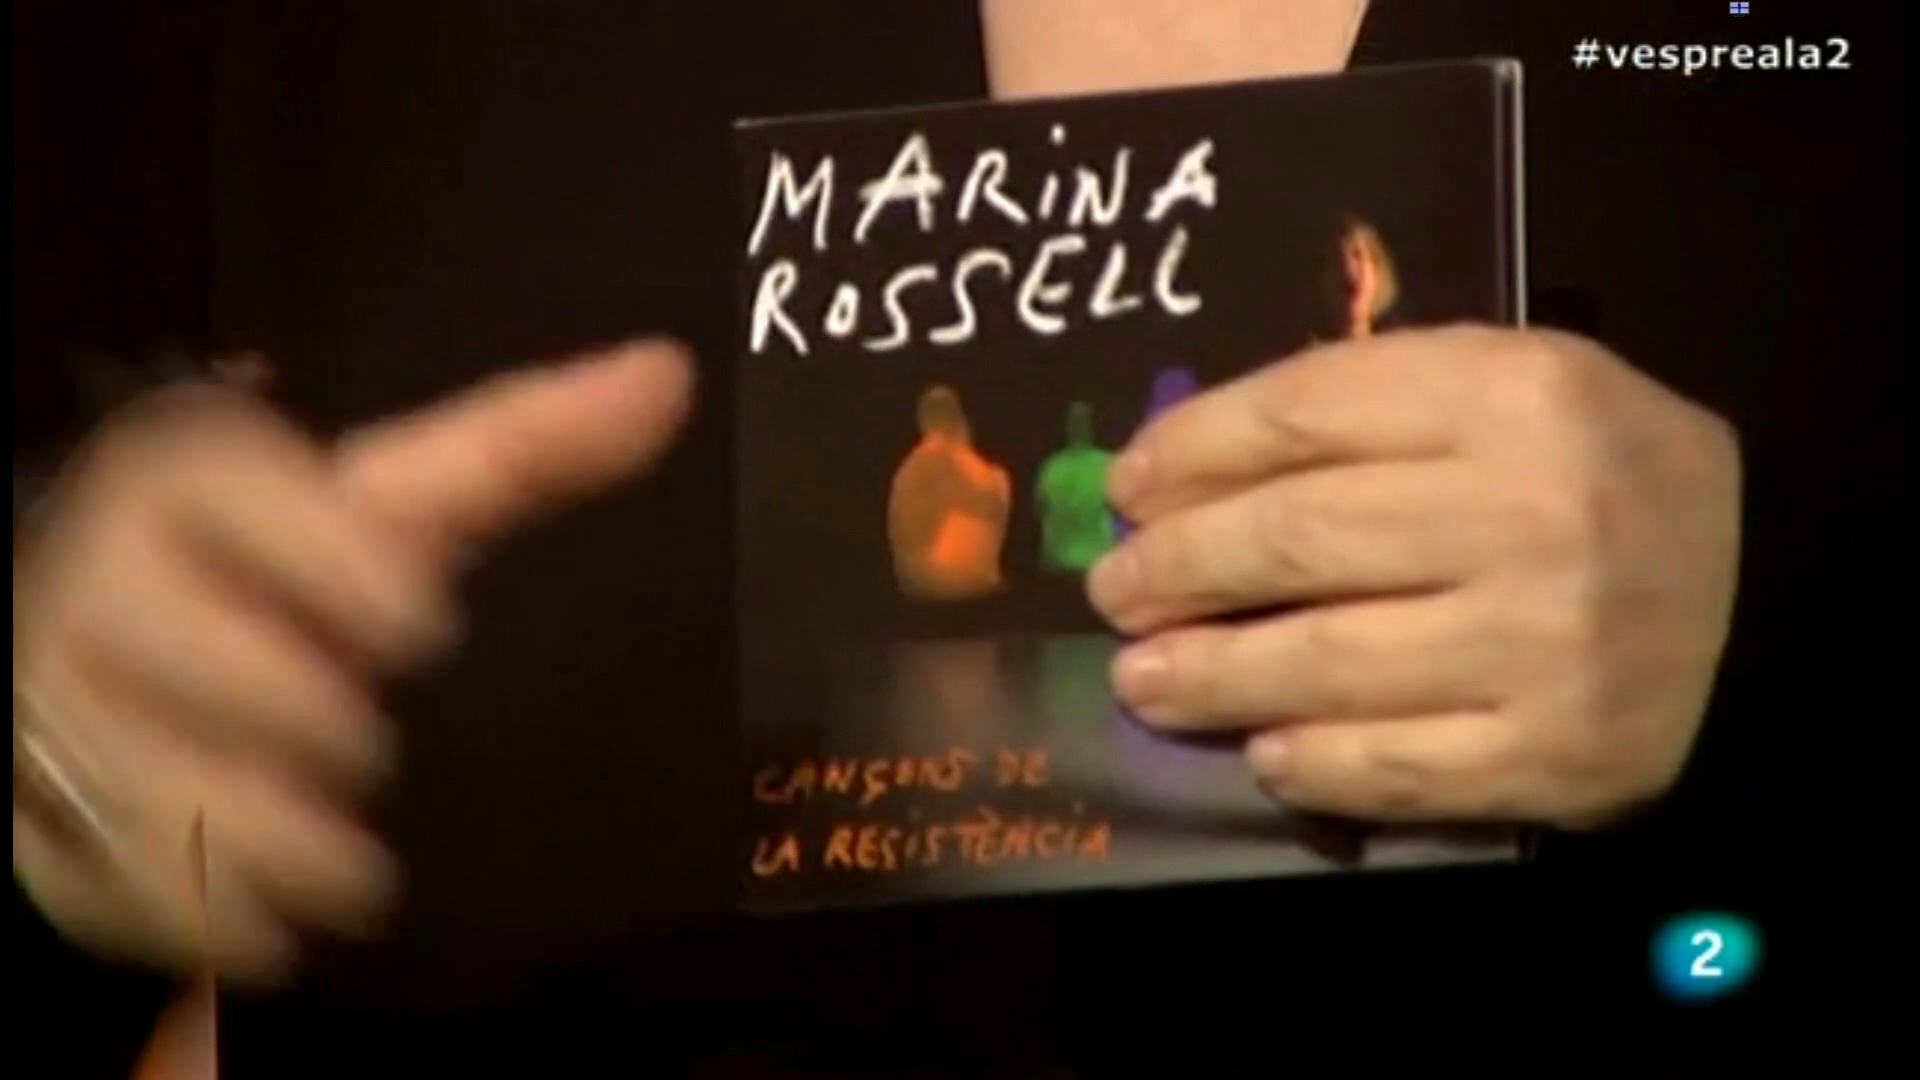 #vespreala2
MARiNA
ROSSELL
CANÇONS DE
LA RESiSTÈNCiA
2